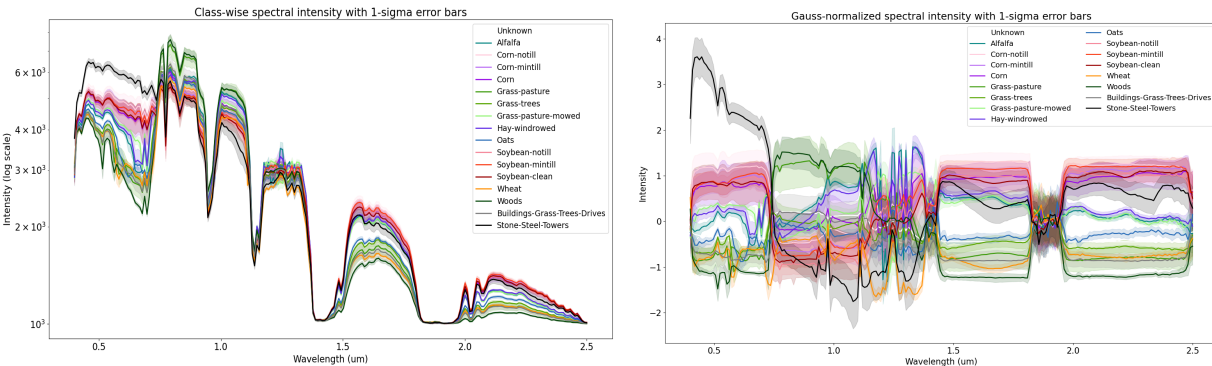 Class-wise spectral intensity with 1-sigma error bars
Intensity (log scale)
6 × 10³
4 × 10³
3 × 10³
2 × 10³
10³
0.5
1.0
1.5
2.0
2.5
Wavelength (um)
Unknown
Alfalfa
Corn-notill
Corn-mintill
Corn
Grass-pasture
Grass-trees
Grass-pasture-mowed
Hay-windrowed
Oats
Soybean-notill
Soybean-mintill
Soybean-clean
Wheat
Woods
Buildings-Grass-Trees-Drives
Stone-Steel-Towers
Gauss-normalized spectral intensity with 1-sigma error bars
Intensity
4
3
2
1
0
−1
−2
0.5
1.0
1.5
2.0
2.5
Wavelength (um)
Unknown
Alfalfa
Corn-notill
Corn-mintill
Corn
Grass-pasture
Grass-trees
Grass-pasture-mowed
Hay-windrowed
Oats
Soybean-notill
Soybean-mintill
Soybean-clean
Wheat
Woods
Buildings-Grass-Trees-Drives
Stone-Steel-Towers